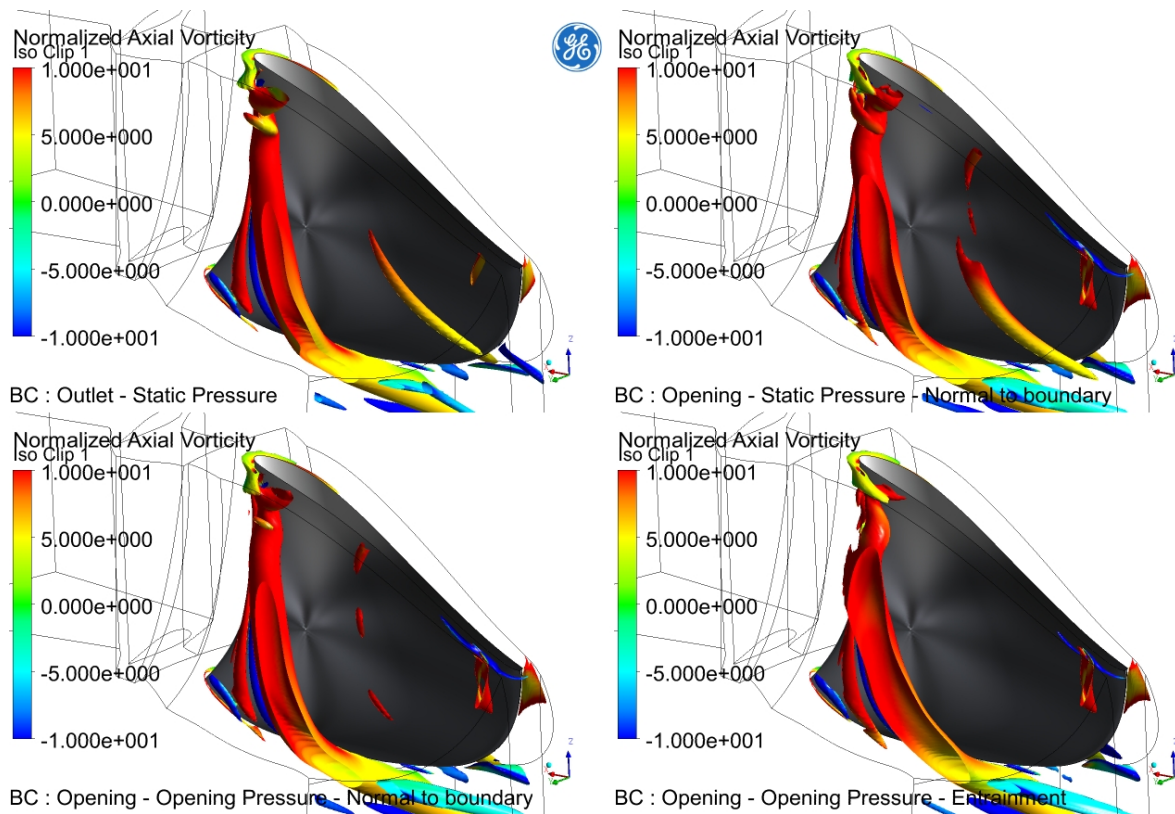 Normalized Axial Vorticity
Iso Clip 1
1.000e+001
5.000e+000
0.000e+000
-5.000e+000
-1.000e+001
BC : Outlet - Static Pressure
Z
GE
Normalized Axial Vorticity
Iso Clip 1
1.000e+001
5.000e+000
0.000e+000
-5.000e+000
-1.000e+001
BC : Opening - Static Pressure - Normal to boundary
Z
Normalized Axial Vorticity
Iso Clip 1
1.000e+001
5.000e+000
0.000e+000
-5.000e+000
-1.000e+001
BC : Opening - Opening Pressure - Normal to boundary
Z
Normalized Axial Vorticity
Iso Clip 1
1.000e+001
5.000e+000
0.000e+000
-5.000e+000
-1.000e+001
BC : Opening - Opening Pressure - Entrainment
Z